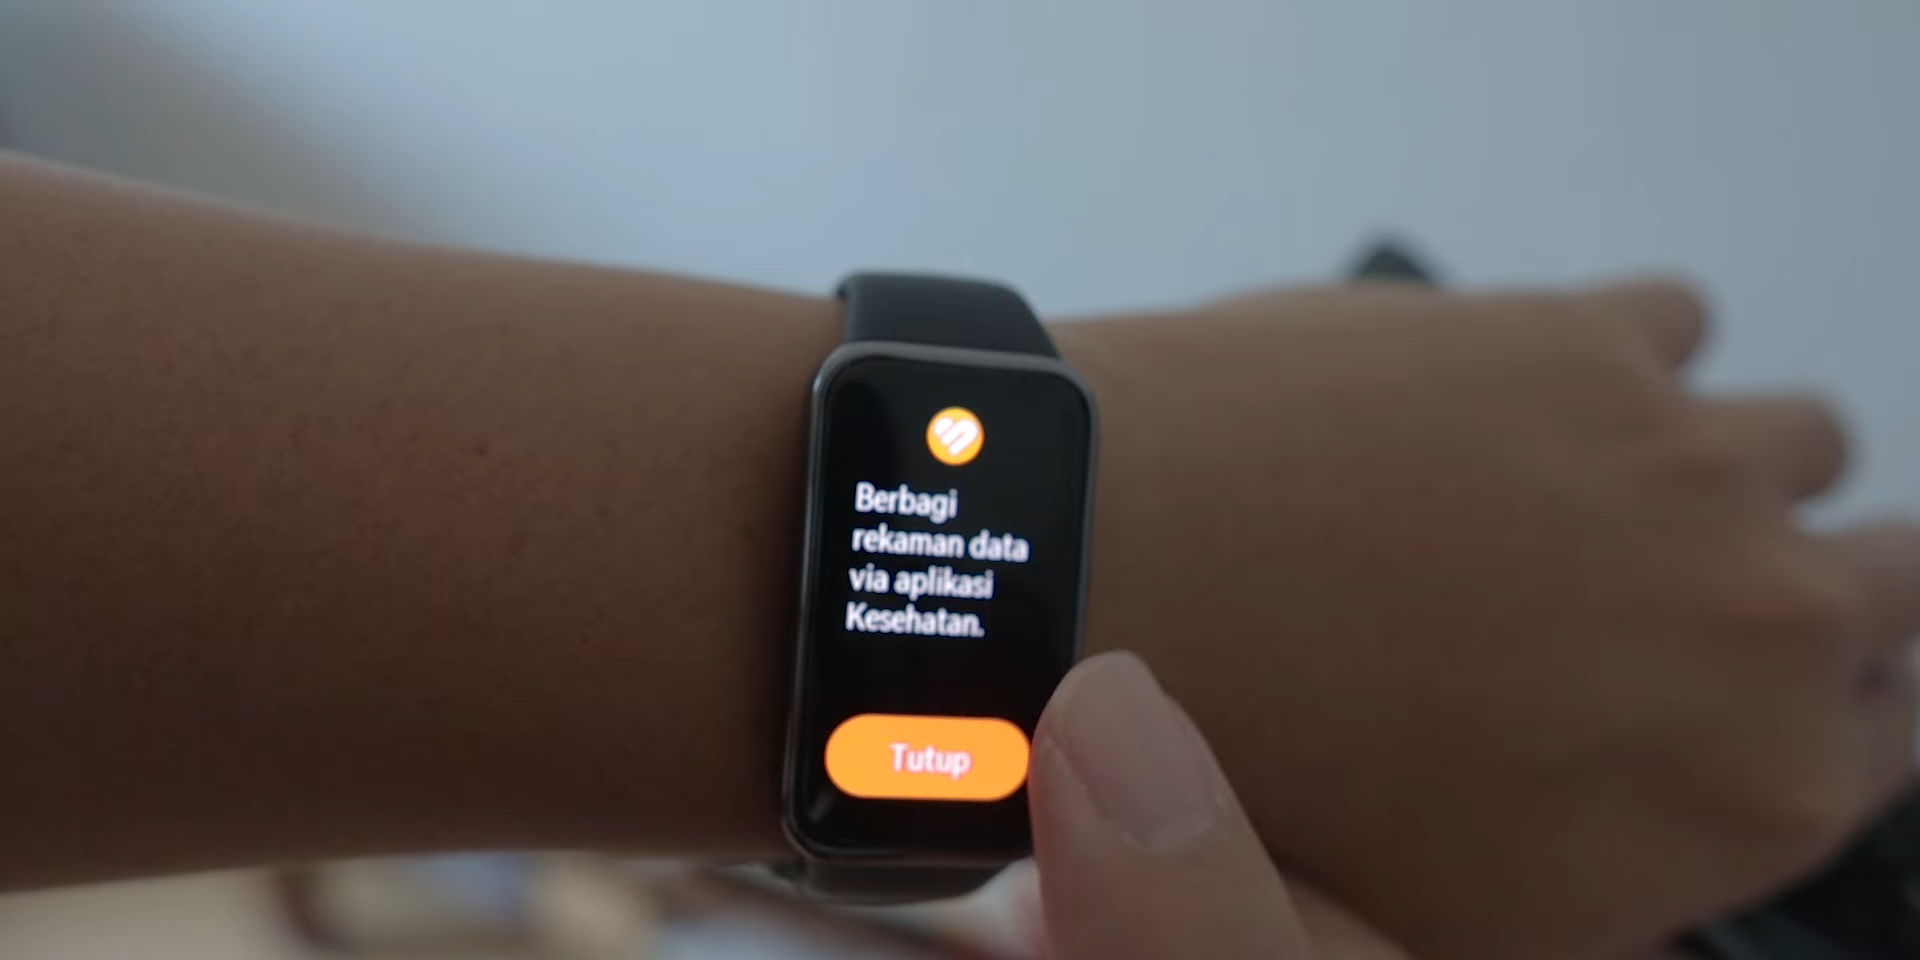 Berbagi
rekaman data
via aplikasi
Kesehatan.
Tutup